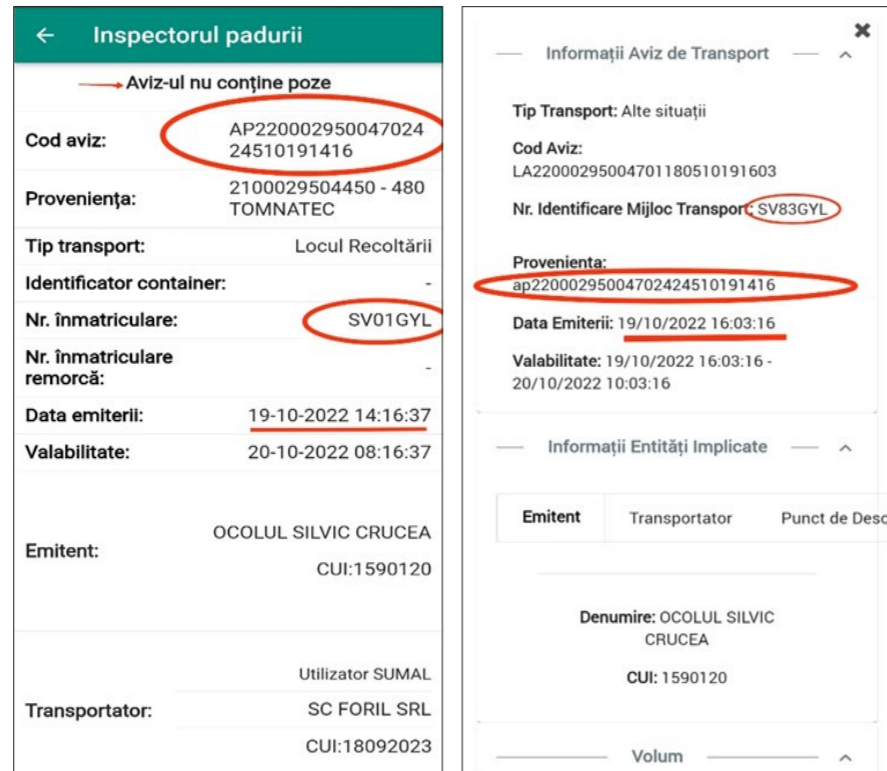 ← Inspectorul padurii
Aviz-ul nu conține poze
Cod aviz: AP220002950047024
24510191416
Proveniența: 2100029504450 - 480
TOMNATEC
Tip transport: Locul Recoltării
Identificator container: -
Nr. înmatriculare: SV01GYL
Nr. înmatriculare
remorcă: -
Data emiterii: 19-10-2022 14:16:37
Valabilitate: 20-10-2022 08:16:37
Emitent: OCOLUL SILVIC CRUCEA
CUI:1590120
Utilizator SUMAL
Transportator: SC FORIL SRL
CUI:18092023
Informații Aviz de Transport
Tip Transport: Alte situații
Cod Aviz:
LA22000295004701180510191603
Nr. Identificare Mijloc Transport: SV83GYL
Provenienta:
ap22000295004702424510191416
Data Emiterii: 19/10/2022 16:03:16
Valabilitate: 19/10/2022 16:03:16 -
20/10/2022 10:03:16
Informații Entități Implicate
Emitent Transportator Punct de Desc
Denumire: OCOLUL SILVIC
CRUCEA
CUI: 1590120
Volum